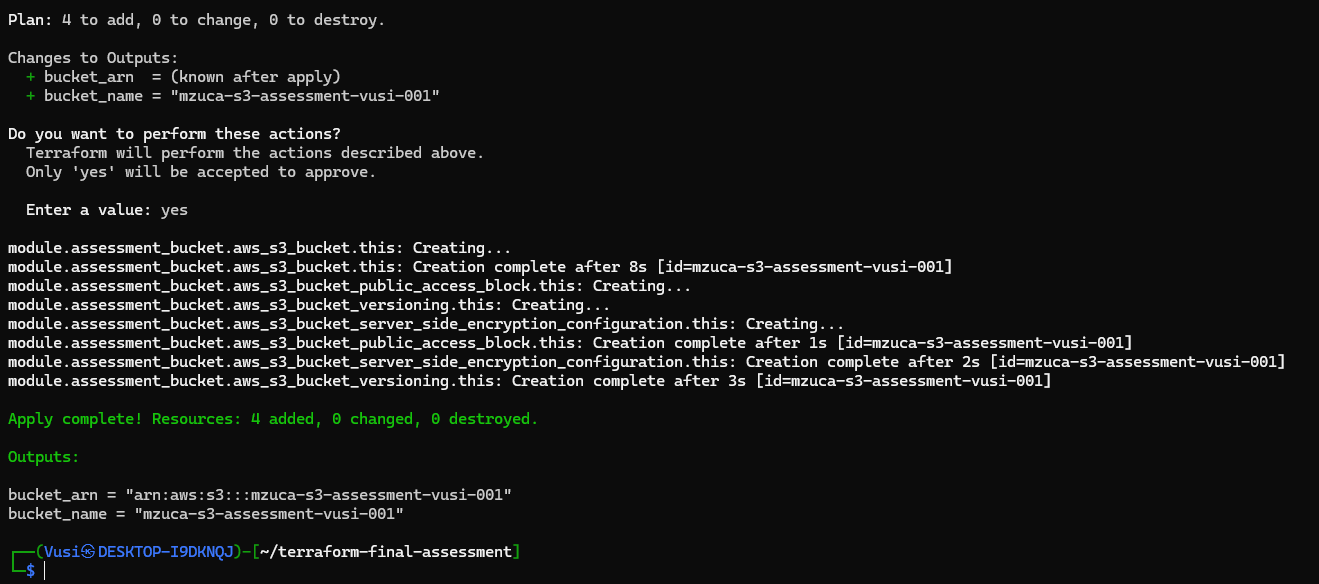 Plan: 4 to add, 0 to change, 0 to destroy.
Changes to Outputs:
+ bucket_arn  = (known after apply)
+ bucket_name = "mzuca-s3-assessment-vusi-001"
Do you want to perform these actions?
Terraform will perform the actions described above.
Only 'yes' will be accepted to approve.
Enter a value: yes
module.assessment_bucket.aws_s3_bucket.this: Creating...
module.assessment_bucket.aws_s3_bucket.this: Creation complete after 8s [id=mzuca-s3-assessment-vusi-001]
module.assessment_bucket.aws_s3_bucket_public_access_block.this: Creating...
module.assessment_bucket.aws_s3_bucket_versioning.this: Creating...
module.assessment_bucket.aws_s3_bucket_server_side_encryption_configuration.this: Creating...
module.assessment_bucket.aws_s3_bucket_public_access_block.this: Creation complete after 1s [id=mzuca-s3-assessment-vusi-001]
module.assessment_bucket.aws_s3_bucket_server_side_encryption_configuration.this: Creation complete after 2s [id=mzuca-s3-assessment-vusi-001]
module.assessment_bucket.aws_s3_bucket_versioning.this: Creation complete after 3s [id=mzuca-s3-assessment-vusi-001]
Apply complete! Resources: 4 added, 0 changed, 0 destroyed.
Outputs:
bucket_arn = "arn:aws:s3:::mzuca-s3-assessment-vusi-001"
bucket_name = "mzuca-s3-assessment-vusi-001"
┌──(Vusi㉿DESKTOP-I9DKNQJ)-[~/terraform-final-assessment]
└─$